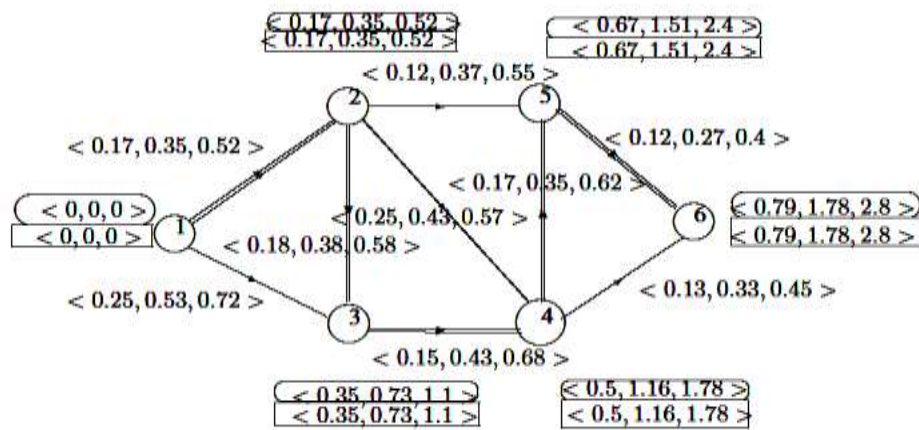 < 0.17, 0.35, 0.52 >
< 0.17, 0.35, 0.52 >
< 0.67, 1.51, 2.4 >
< 0.67, 1.51, 2.4 >
< 0.12, 0.37, 0.55 >
2
5
< 0.17, 0.35, 0.52 >
< 0.12, 0.27, 0.4 >
< 0.17, 0.35, 0.62 >
< 0, 0, 0 >
< 0, 0, 0 >
1
< 0.25, 0.43, 0.57 >
6
< 0.79, 1.78, 2.8 >
< 0.79, 1.78, 2.8 >
< 0.18, 0.38, 0.58 >
< 0.25, 0.53, 0.72 >
< 0.13, 0.33, 0.45 >
3
4
< 0.15, 0.43, 0.68 >
< 0.35, 0.73, 1.1 >
< 0.35, 0.73, 1.1 >
< 0.5, 1.16, 1.78 >
< 0.5, 1.16, 1.78 >